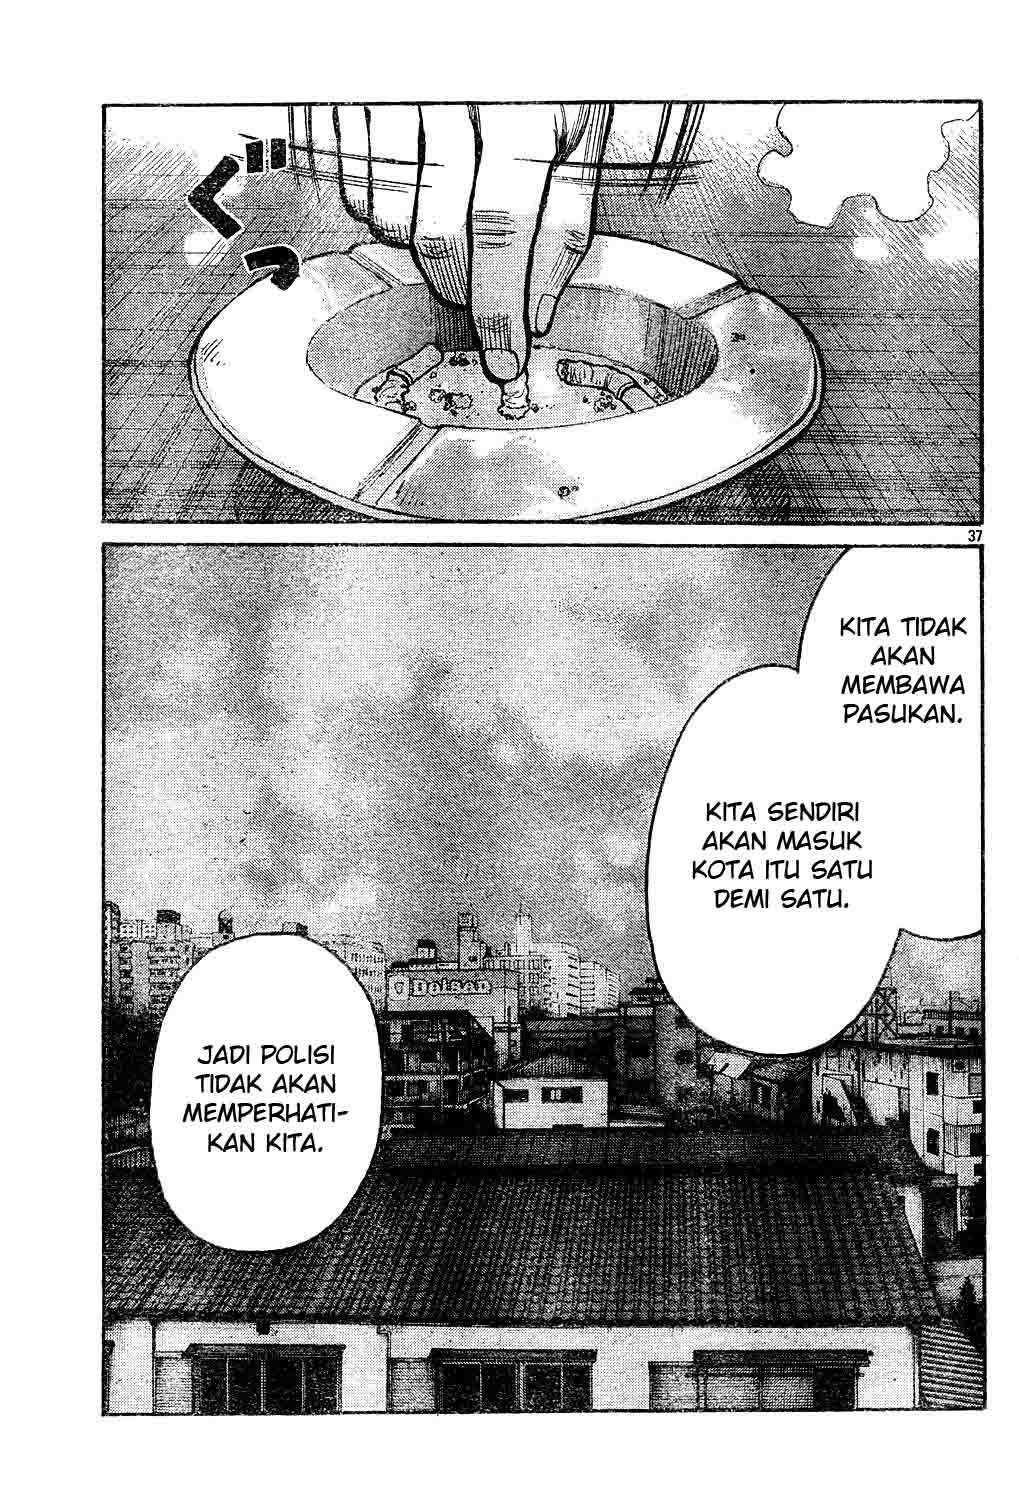 ぐっ
37
KITA TIDAK
AKAN
MEMBAWA
PASUKAN.
KITA SENDIRI
AKAN MASUK
KOTA ITU SATU
DEMI SATU.
JADI POLISI
TIDAK AKAN
MEMPERHATI-
KAN KITA.